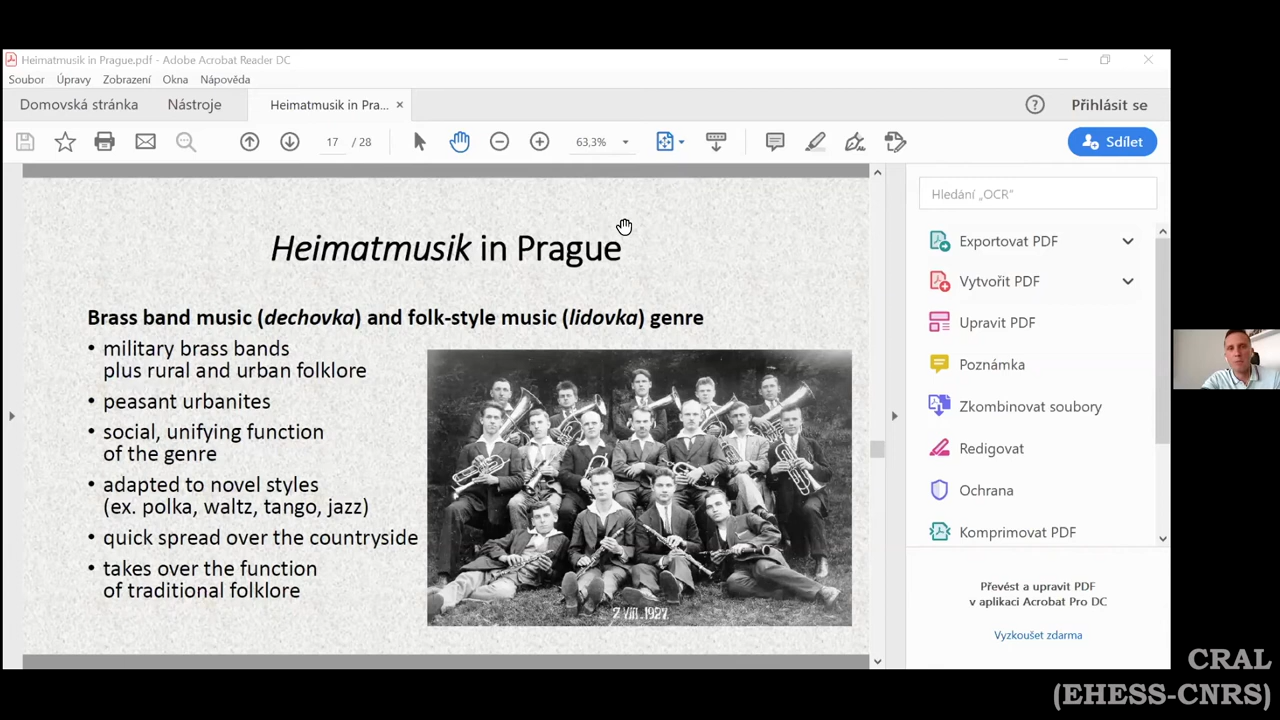 Heimatmusik in Prague.pdf - Adobe Acrobat Reader DC
Soubor Úpravy Zobrazení Okna Nápověda
Domovská stránka Nástroje Heimatmusik in Pra... × Přihlásit se
17 / 28 63,3% Sdílet
Heimatmusik in Prague
Brass band music (dechovka) and folk-style music (lidovka) genre
• military brass bands
plus rural and urban folklore
• peasant urbanites
• social, unifying function
of the genre
• adapted to novel styles
(ex. polka, waltz, tango, jazz)
• quick spread over the countryside
• takes over the function
of traditional folklore
2 VIII. 1927
Hledání „OCR"
Exportovat PDF
Vytvořit PDF
Upravit PDF
Poznámka
Zkombinovat soubory
Redigovat
Ochrana
Komprimovat PDF
Převést a upravit PDF
v aplikaci Acrobat Pro DC
Vyzkoušet zdarma
CRAL
(EHESS-CNRS)